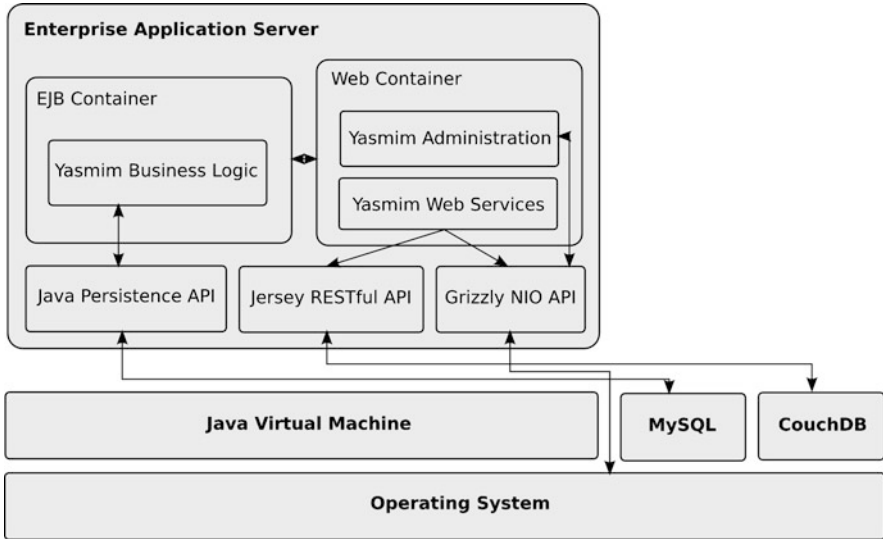 Enterprise Application Server
EJB Container
Web Container
Yasmim Business Logic
Yasmim Administration
Yasmim Web Services
Java Persistence API
Jersey RESTful API
Grizzly NIO API
Java Virtual Machine
MySQL
CouchDB
Operating System